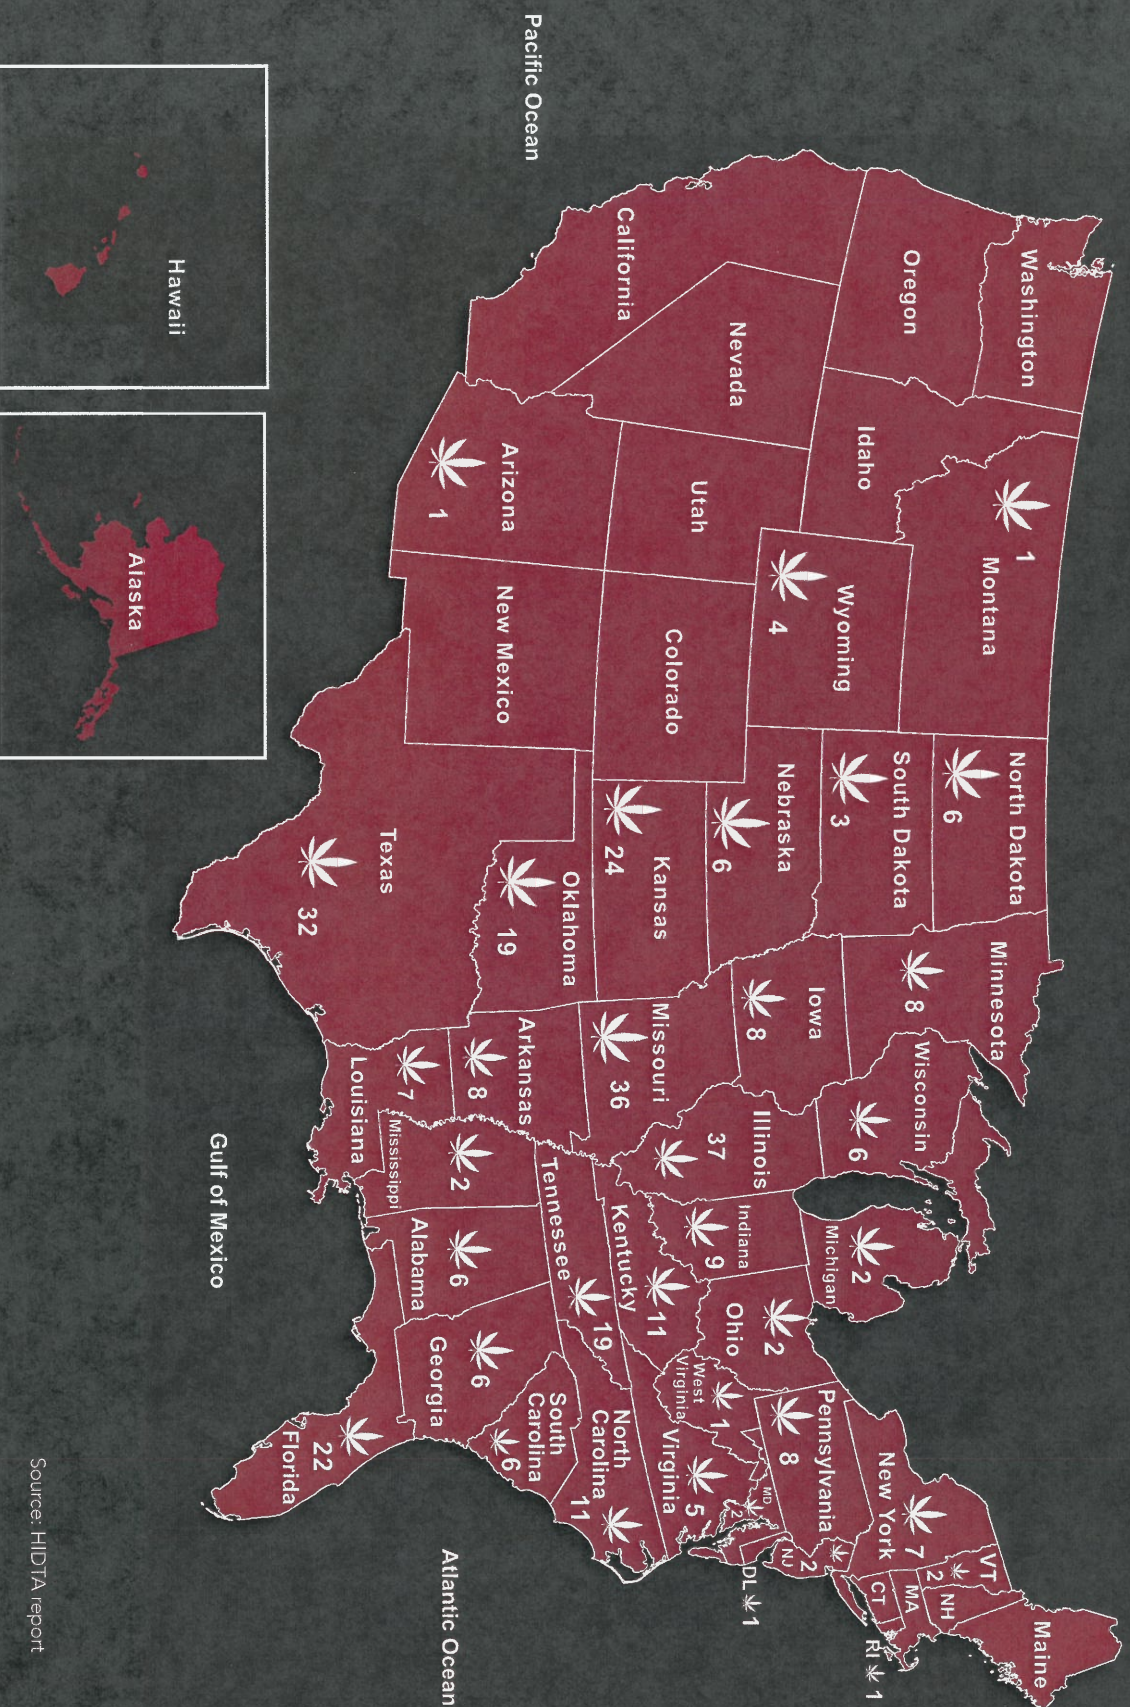 Pacific Ocean
Washington
Oregon
California
Nevada
Idaho
1
Montana
Wyoming
4
Utah
Arizona
1
Colorado
New Mexico
North Dakota
6
South Dakota
3
Nebraska
6
Kansas
24
Oklahoma
19
Texas
32
Minnesota
8
Iowa
8
Missouri
36
Arkansas
8
7
Louisiana
Wisconsin
6
Illinois
37
Mississippi
2
Michigan
2
Indiana
9
Kentucky
11
Tennessee
19
Alabama
6
Georgia
6
Ohio
2
West
Virginia
1
Virginia
5
North
Carolina
11
South
Carolina
6
Florida
22
Pennsylvania
8
New York
7
VT
2
NH
MA
CT
RI 1
Maine
NJ
2
MD
2
DL 1
Hawaii
Alaska
Gulf of Mexico
Atlantic Ocean
Source: HIDTA report